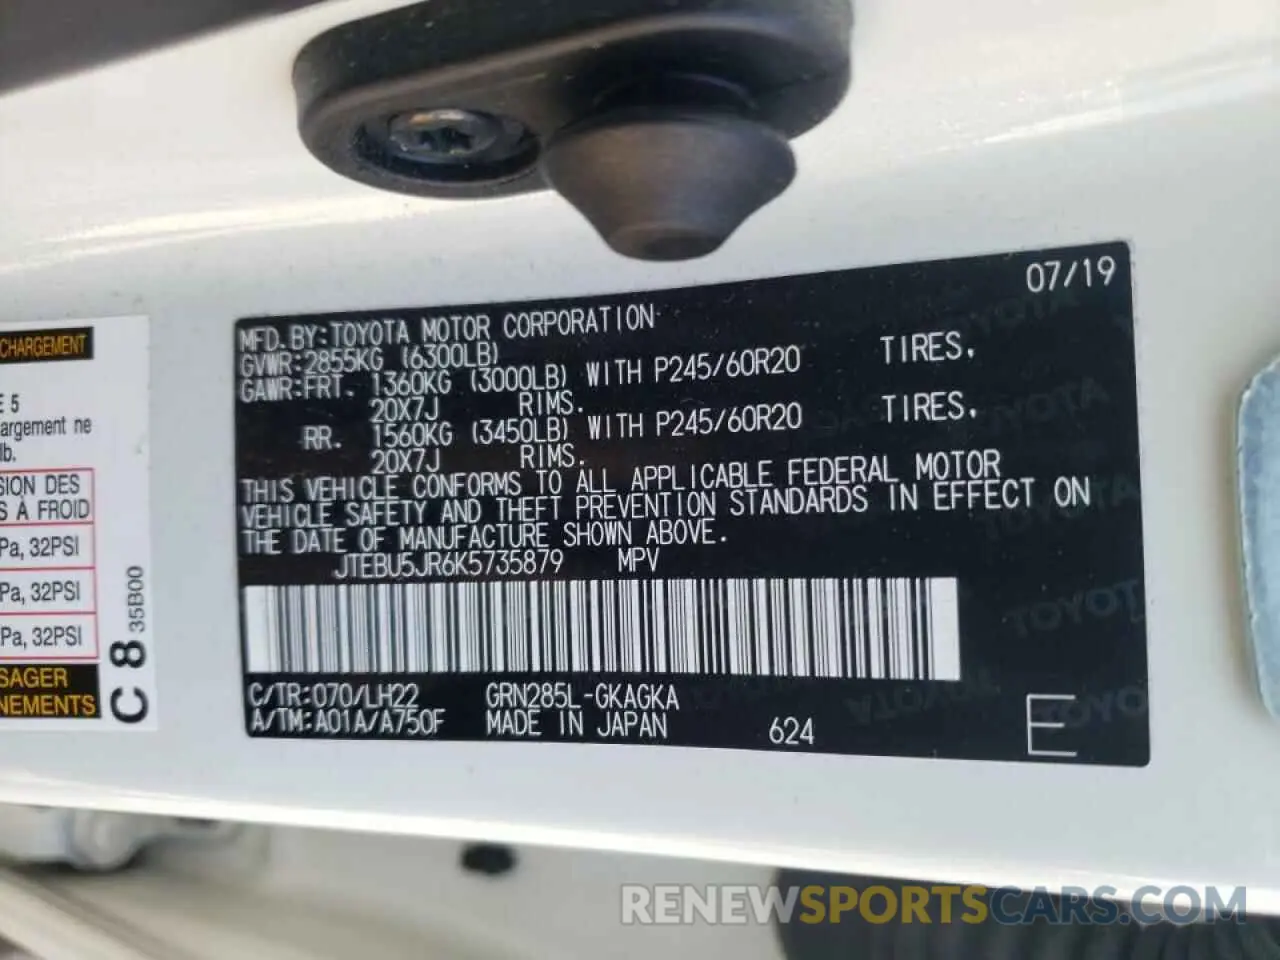 07/19
MFD.BY:TOYOTA MOTOR CORPORATION
GVWR:2855KG (6300LB)
GAWR:FRT. 1360KG (3000LB) WITH P245/60R20 TIRES.
20X7J RIMS.
RR. 1560KG (3450LB) WITH P245/60R20 TIRES.
20X7J RIMS.
THIS VEHICLE CONFORMS TO ALL APPLICABLE FEDERAL MOTOR
VEHICLE SAFETY AND THEFT PREVENTION STANDARDS IN EFFECT ON
THE DATE OF MANUFACTURE SHOWN ABOVE.
JTEBU5JR6K5735879 MPV
C/TR:070/LH22 GRN285L-GKAGKA
A/TM:A01A/A750F MADE IN JAPAN 624 E
CHARGEMENT
E 5
argement ne
lb.
SION DES
S A FROID
Pa, 32PSI
Pa, 32PSI
Pa, 32PSI
SAGER
NEMENTS
C 8 35B00
TOYOTA
TOYOTA
TOYOTA
TOYOTA
RENEWSPORTSCARS.COM